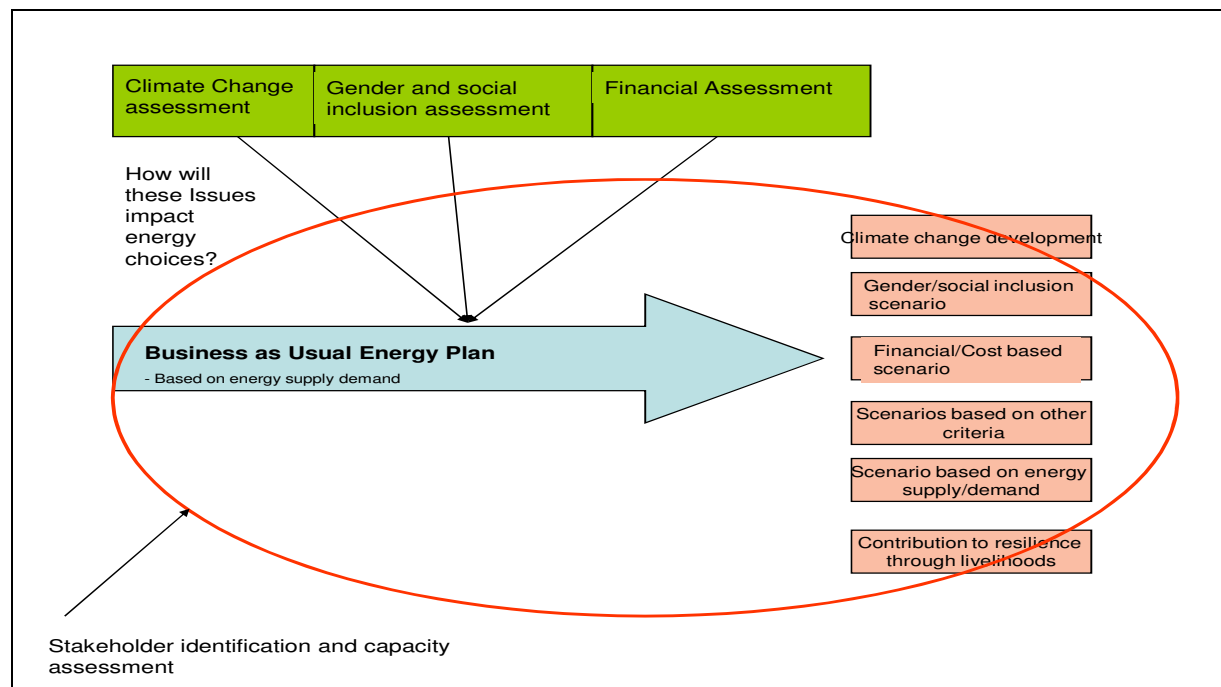 Climate Change
assessment
Gender and social
inclusion assessment
Financial Assessment
How will
these Issues
impact
energy
choices?
Climate change development
Gender/social inclusion
scenario
Business as Usual Energy Plan
- Based on energy supply demand
Financial/Cost based
scenario
Scenarios based on other
criteria
Scenario based on energy
supply/demand
Contribution to resilience
through livelihoods
Stakeholder identification and capacity
assessment